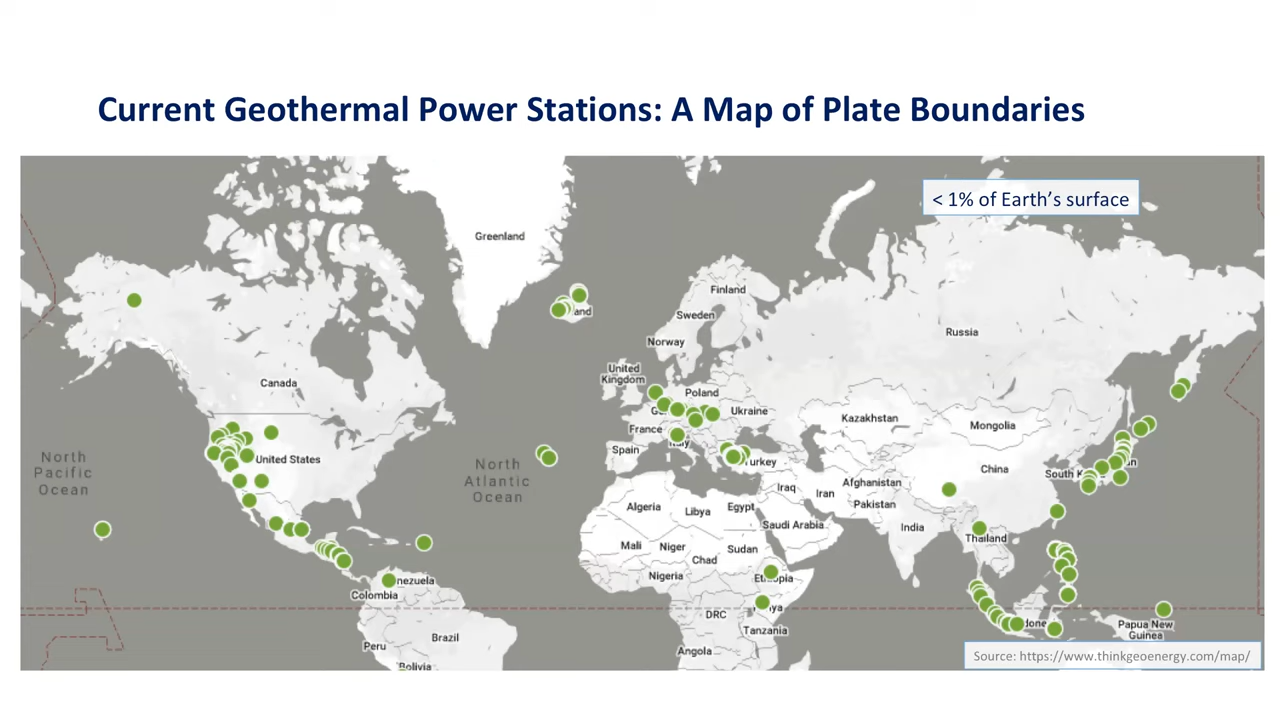 Current Geothermal Power Stations: A Map of Plate Boundaries
< 1% of Earth's surface
Greenland
Finland
Sweden
Norway
Russia
United
Kingdom
Canada
Poland
Ukraine
Kazakhstan
Mongolia
France
Spain
United States
China
North
Pacific
Ocean
North
Atlantic
Ocean
Iraq
Iran
Afghanistan
Pakistan
Algeria
Libya
Egypt
Saudi Arabia
India
Mali
Niger
Chad
Sudan
Nigeria
Thailand
Colombia
DRC
Tanzania
Brazil
Peru
Angola
Bolivia
Papua New
Guinea
Source: https://www.thinkgeoenergy.com/map/